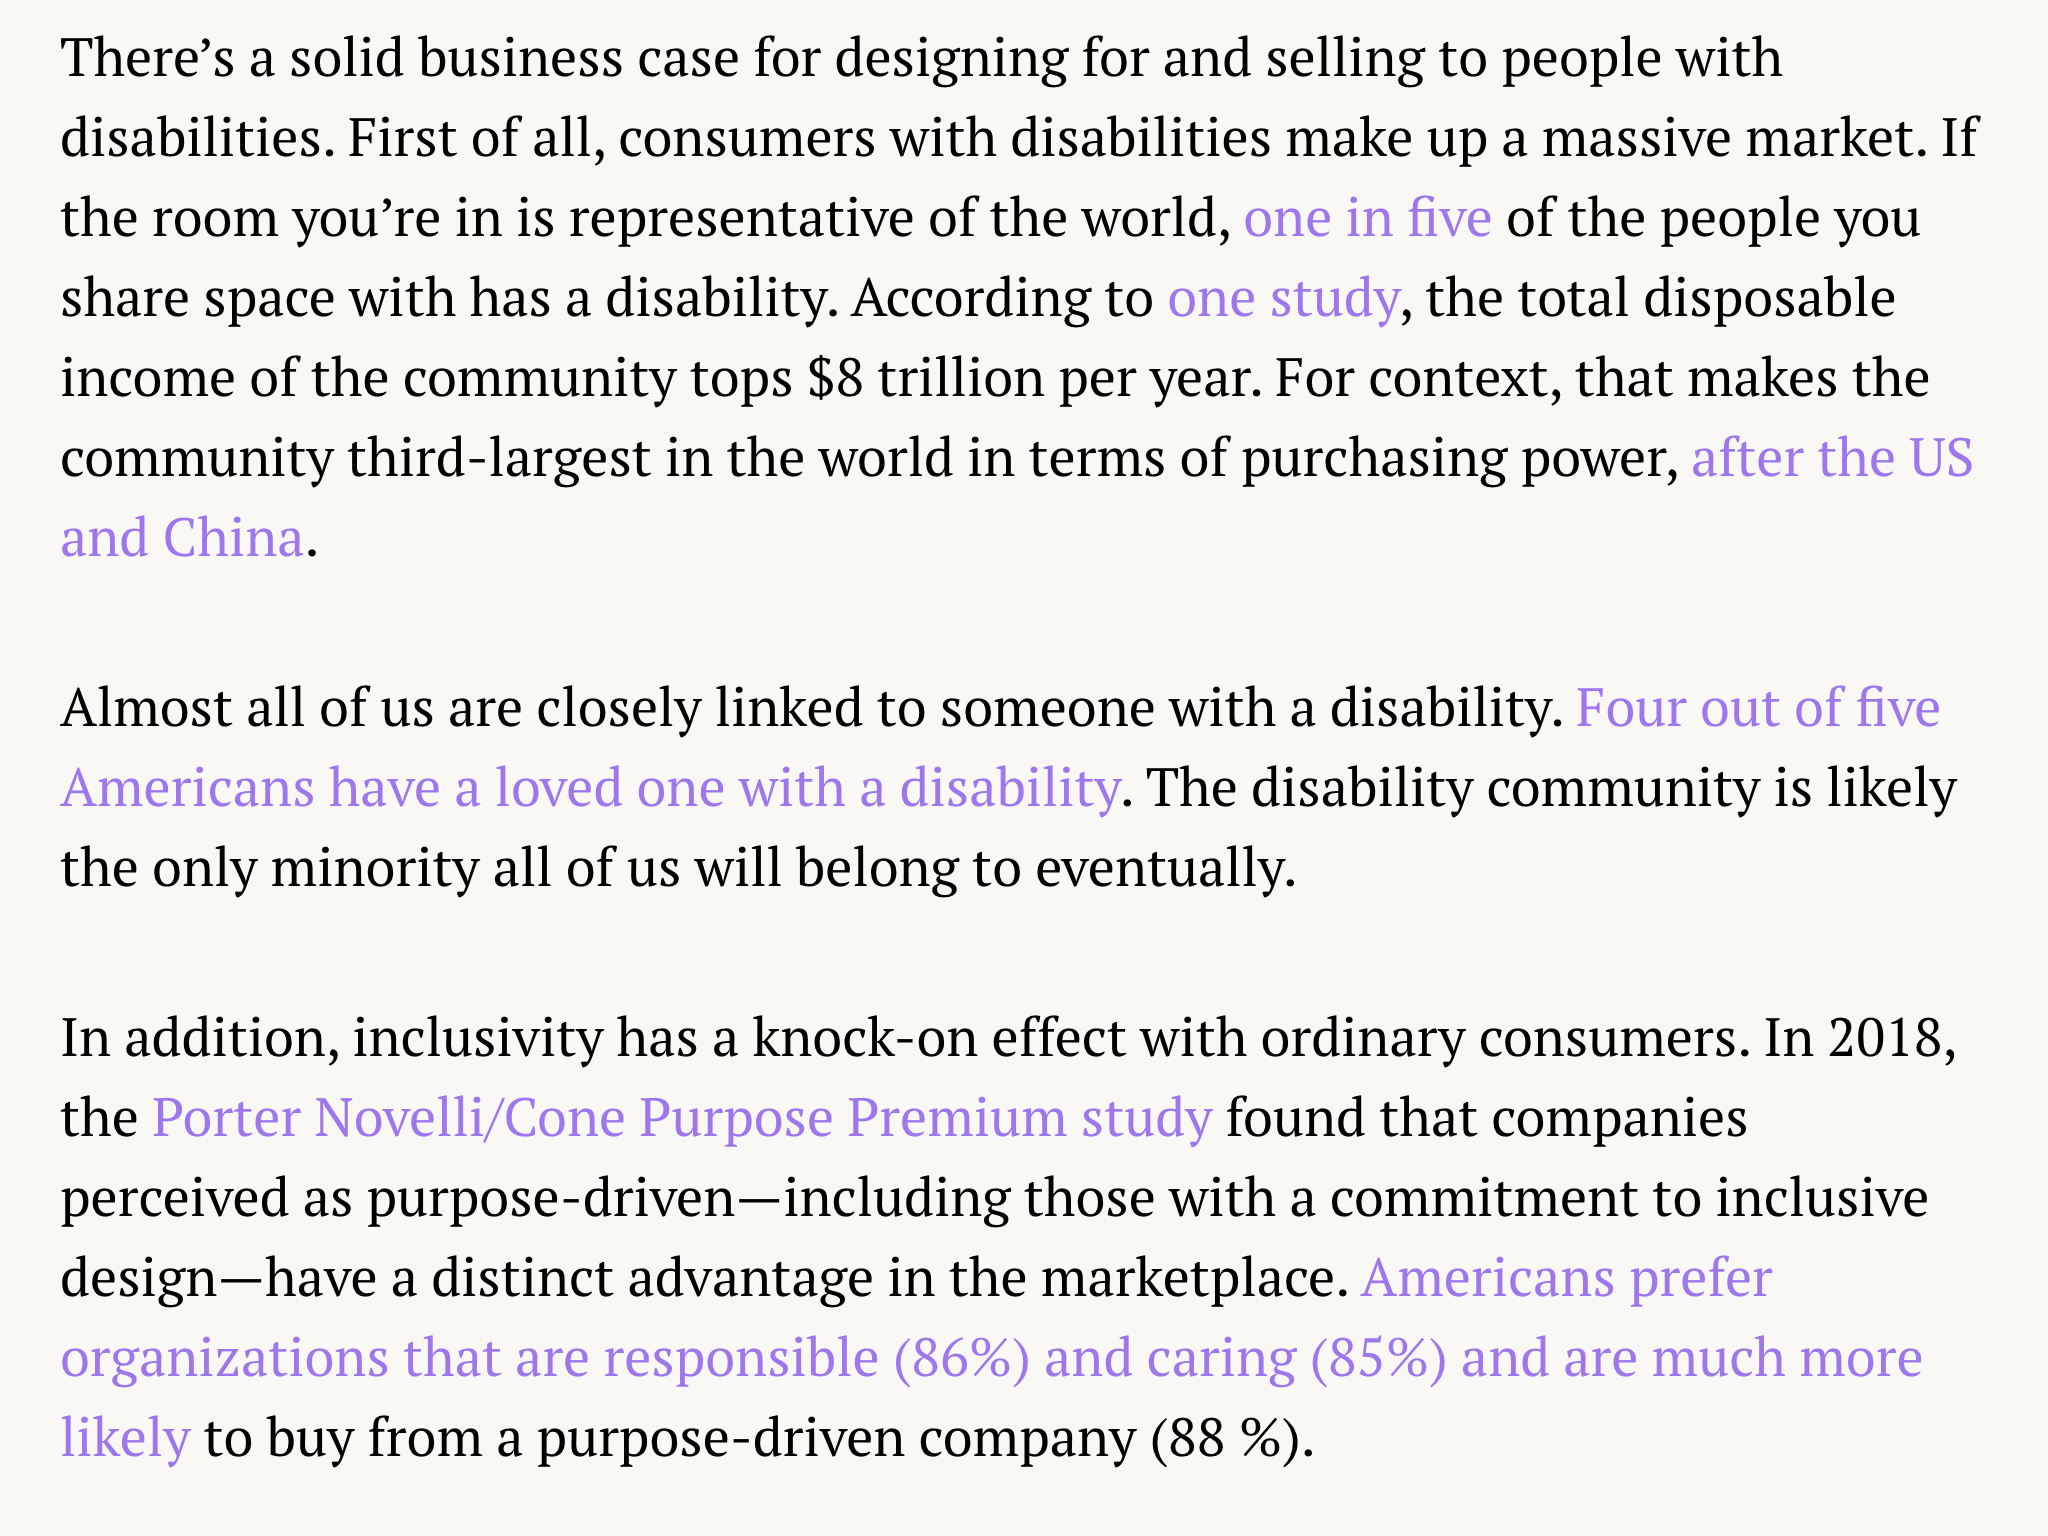 There’s a solid business case for designing for and selling to people with
disabilities. First of all, consumers with disabilities make up a massive market. If
the room you’re in is representative of the world, one in five of the people you
share space with has a disability. According to one study, the total disposable
income of the community tops $8 trillion per year. For context, that makes the
community third-largest in the world in terms of purchasing power, after the US
and China.
Almost all of us are closely linked to someone with a disability. Four out of five
Americans have a loved one with a disability. The disability community is likely
the only minority all of us will belong to eventually.
In addition, inclusivity has a knock-on effect with ordinary consumers. In 2018,
the Porter Novelli/Cone Purpose Premium study found that companies
perceived as purpose-driven—including those with a commitment to inclusive
design—have a distinct advantage in the marketplace. Americans prefer
organizations that are responsible (86%) and caring (85%) and are much more
likely to buy from a purpose-driven company (88 %).